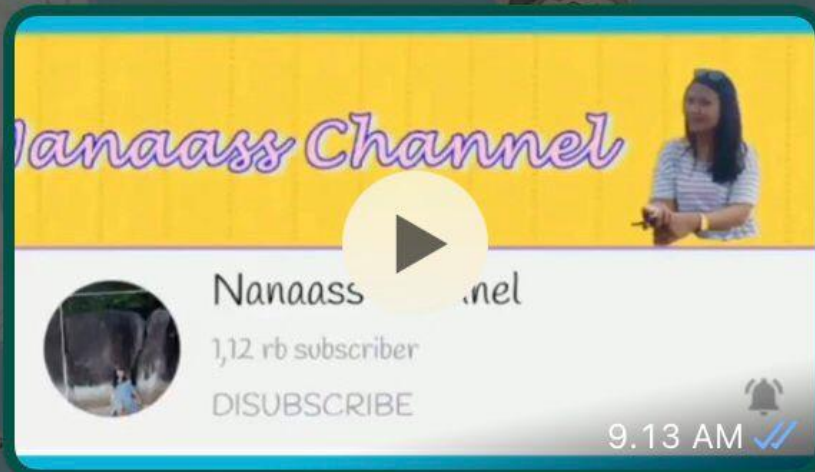 anaass Channel
Nanaass nel
1,12 rb subscriber
DISUBSCRIBE
9.13 AM